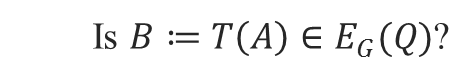 Is B := T(A) ∈ E_G(Q)?